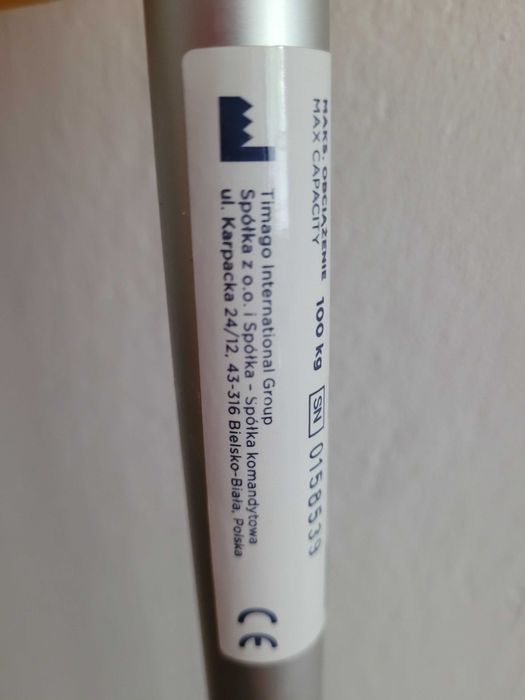 MAKS. OBCIĄŻENIE
MAX CAPACITY
100 kg
SN 0158539
Timago International Group
Spółka z o.o. i Spółka - Spółka komandytowa
ul. Karpacka 24/12, 43-316 Bielsko-Biała, Polska
CE